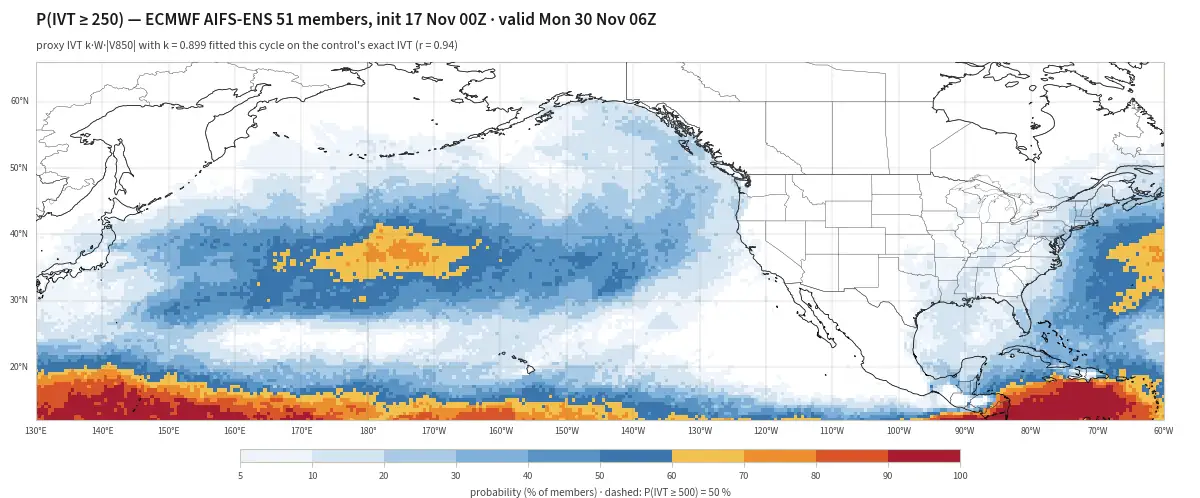 P(IVT ≥ 250) — ECMWF AIFS-ENS 51 members, init 17 Nov 00Z · valid Mon 30 Nov 06Z
proxy IVT k·W·|V850| with k = 0.899 fitted this cycle on the control's exact IVT (r = 0.94)
60°N
50°N
40°N
30°N
20°N
130°E 140°E 150°E 160°E 170°E 180° 170°W 160°W 150°W 140°W 130°W 120°W 110°W 100°W 90°W 80°W 70°W 60°W
5 10 20 30 40 50 60 70 80 90 100
probability (% of members) · dashed: P(IVT ≥ 500) = 50 %